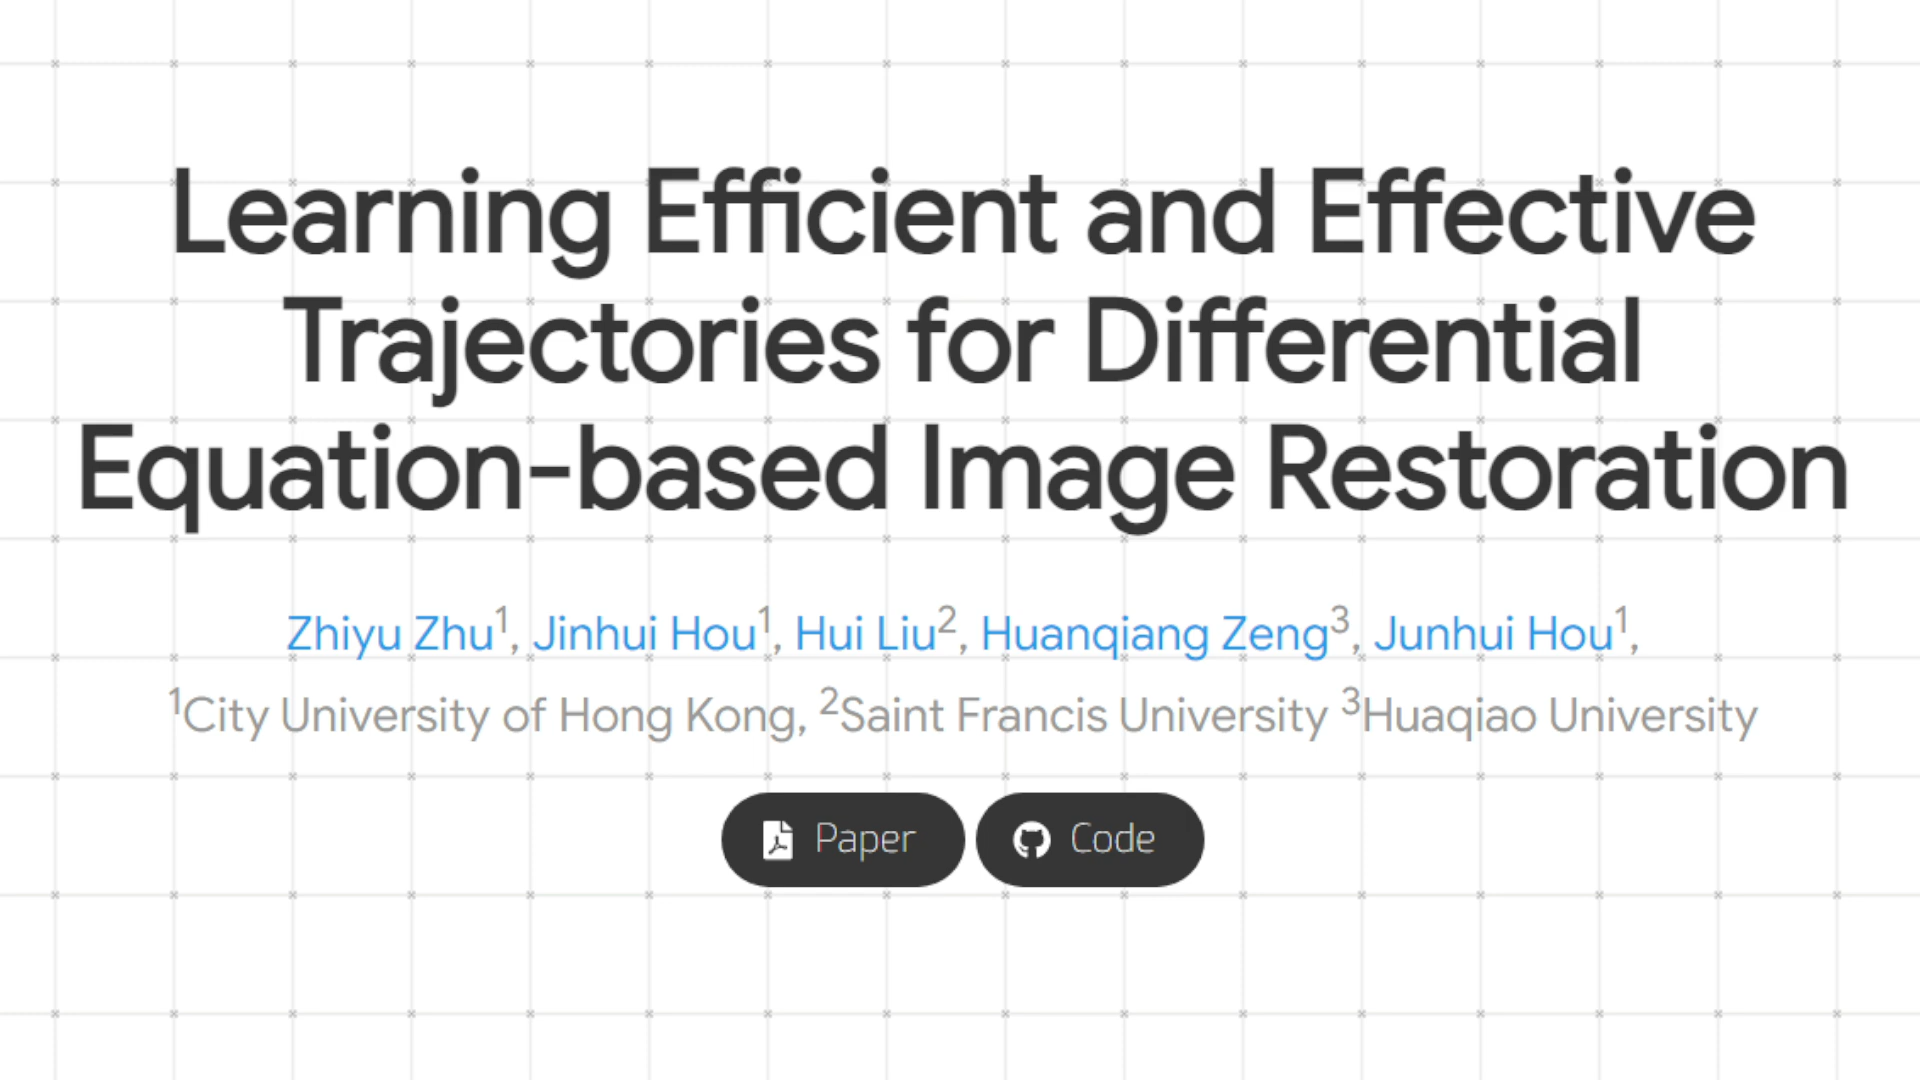 Learning Efficient and Effective
Trajectories for Differential
Equation-based Image Restoration
Zhiyu Zhu¹, Jinhui Hou¹, Hui Liu², Huanqiang Zeng³, Junhui Hou¹,
¹City University of Hong Kong, ²Saint Francis University ³Huaqiao University
Paper Code